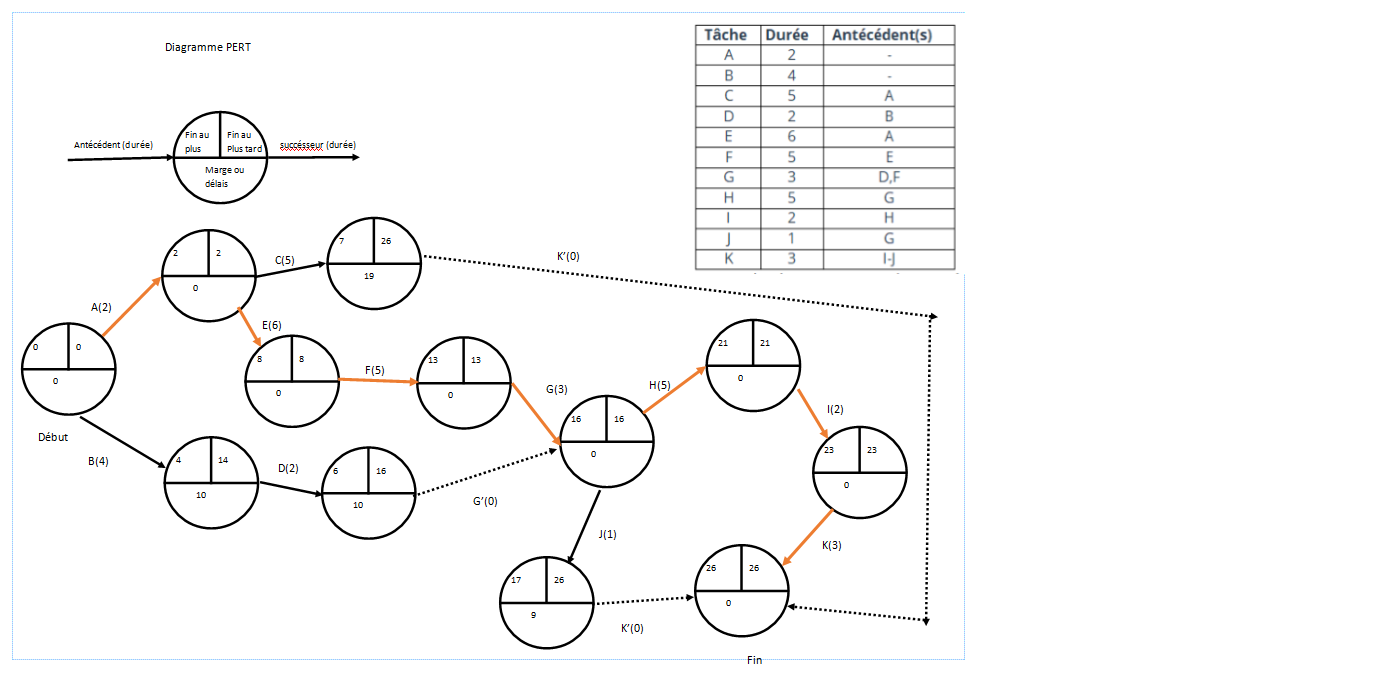 Diagramme PERT
Tâche Durée Antécédent(s)
A 2 -
B 4 -
C 5 A
D 2 B
E 6 A
F 5 E
G 3 D,F
H 5 G
I 2 H
J 1 G
K 3 I-J
Antécédent (durée)
Fin au
plus
Fin au
Plus tard
Marge ou
délais
succésseur (durée)
A(2)
2 2
0
C(5)
7 26
19
K’(0)
E(6)
0 0
0
Début
8 8
0
F(5)
13 13
0
G(3)
H(5)
21 21
0
I(2)
B(4)
4 14
10
D(2)
6 16
10
G’(0)
16 16
0
23 23
0
J(1)
K(3)
17 26
9
K’(0)
26 26
0
Fin